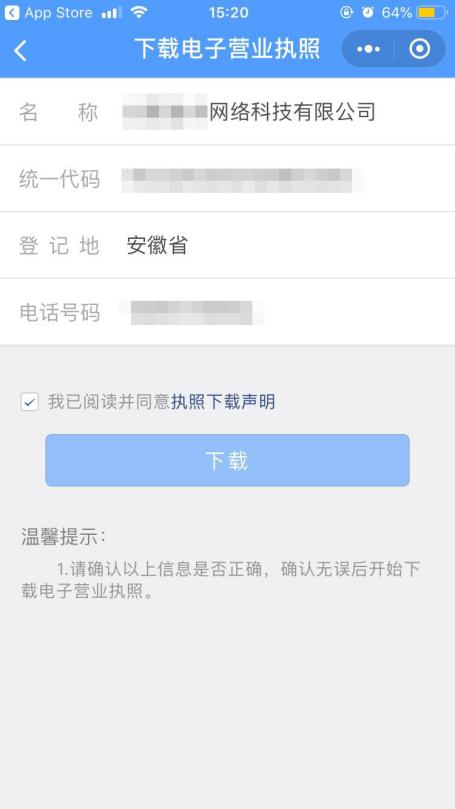 App Store 15:20 64%
下载电子营业执照
名 称 网络科技有限公司
统一代码
登 记 地 安徽省
电话号码
我已阅读并同意执照下载声明
下载
温馨提示：
1.请确认以上信息是否正确，确认无误后开始下
载电子营业执照。